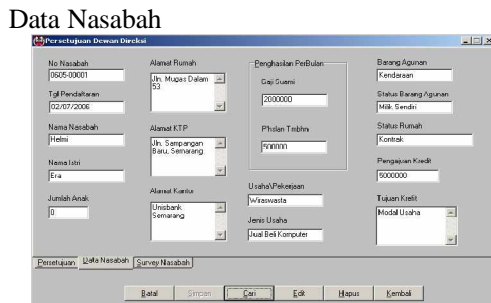 Data Nasabah
Persetujuan Dewan Direksi
No Nasabah
0605-00001
Tgll Pendaftaran
02/07/2006
Nama Nasabah
Helmi
Nama Istri
Era
Jumlah Anak
0
Alamat Rumah
Jln. Mugas Dalam
53
Alamat KTP
Jln. Sampangan
Baru, Semarang.
Alamat Kantor
Unisbank
Semarang
Penghasilan PerBulan
Gaji Suami
2000000
P'hslan Tmbhn
500000
Usaha\Pekerjaan
Wiraswasta
Jenis Usaha
Jual Beli Komputer
Barang Agunan
Kendaraan
Status Barang Agunan
Milik Sendiri
Status Rumah
Kontrak
Pengajuan Kredit
5000000
Tujuan Kredit
Modal Usaha
Persetujuan Data Nasabah Survey Nasabah
Batal Simpan Cari Edit Hapus Kembali